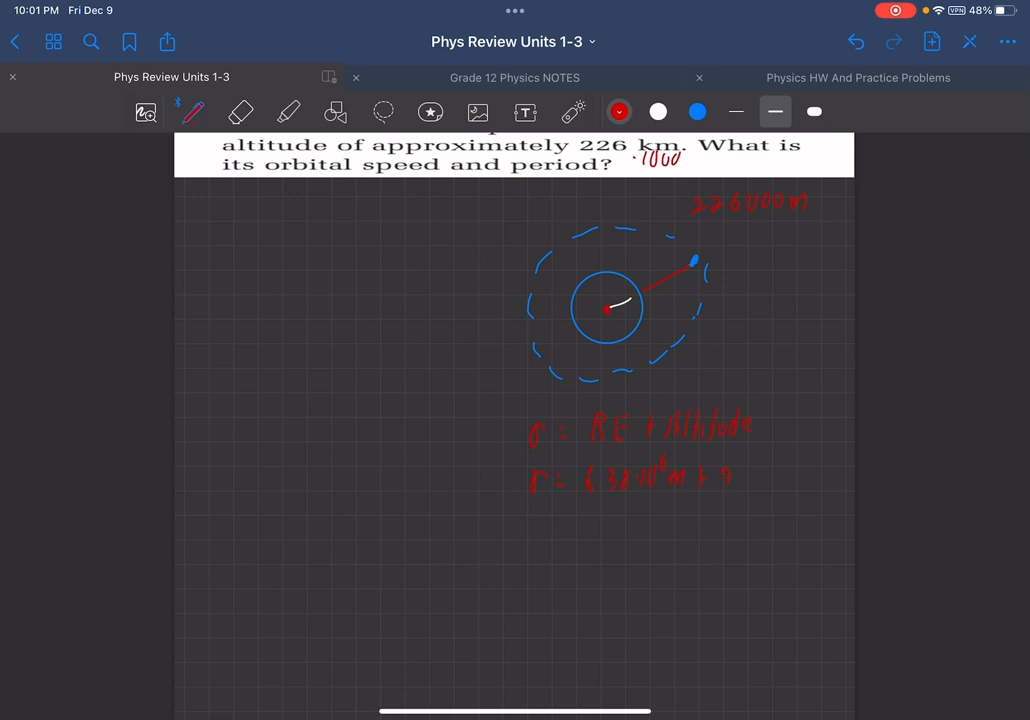 10:01 PM Fri Dec 9
VPN 48%
Phys Review Units 1-3
Phys Review Units 1-3
Grade 12 Physics NOTES
Physics HW And Practice Problems
altitude of approximately 226 km. What is
its orbital speed and period?
·1000
226000m
r = RE + Altitude
r = 6.38·10⁶m +